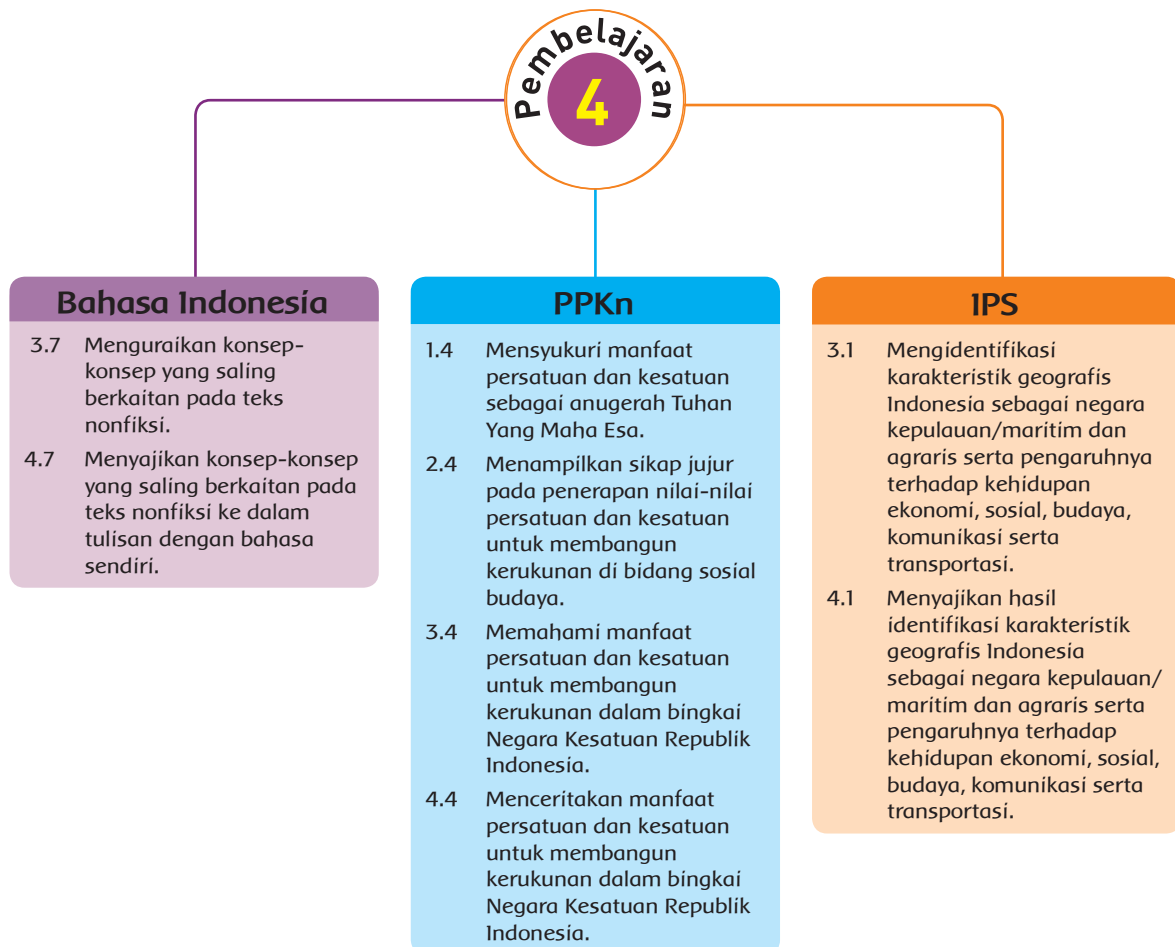 Pembelajaran
4
Bahasa Indonesia
3.7 Menguraikan konsep-
konsep yang saling
berkaitan pada teks
nonfiksi.
4.7 Menyajikan konsep-konsep
yang saling berkaitan pada
teks nonfiksi ke dalam
tulisan dengan bahasa
sendiri.
PPKn
1.4 Mensyukuri manfaat
persatuan dan kesatuan
sebagai anugerah Tuhan
Yang Maha Esa.
2.4 Menampilkan sikap jujur
pada penerapan nilai-nilai
persatuan dan kesatuan
untuk membangun
kerukunan di bidang sosial
budaya.
3.4 Memahami manfaat
persatuan dan kesatuan
untuk membangun
kerukunan dalam bingkai
Negara Kesatuan Republik
Indonesia.
4.4 Menceritakan manfaat
persatuan dan kesatuan
untuk membangun
kerukunan dalam bingkai
Negara Kesatuan Republik
Indonesia.
IPS
3.1 Mengidentifikasi
karakteristik geografis
Indonesia sebagai negara
kepulauan/maritim dan
agraris serta pengaruhnya
terhadap kehidupan
ekonomi, sosial, budaya,
komunikasi serta
transportasi.
4.1 Menyajikan hasil
identifikasi karakteristik
geografis Indonesia
sebagai negara kepulauan/
maritim dan agraris serta
pengaruhnya terhadap
kehidupan ekonomi, sosial,
budaya, komunikasi serta
transportasi.